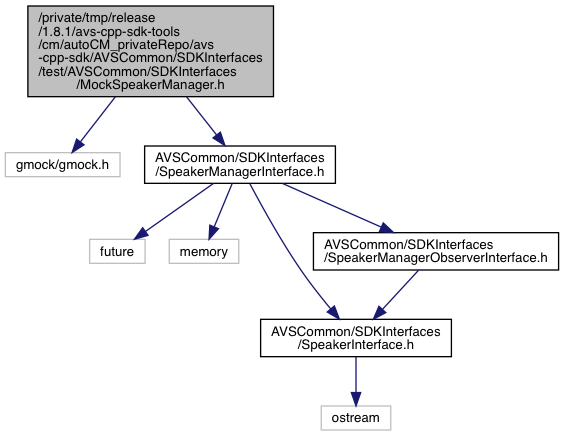 /private/tmp/release
/1.8.1/avs-cpp-sdk-tools
/cm/autoCM_privateRepo/avs
-cpp-sdk/AVSCommon/SDKInterfaces
/test/AVSCommon/SDKInterfaces
/MockSpeakerManager.h
gmock/gmock.h
AVSCommon/SDKInterfaces
/SpeakerManagerInterface.h
future
memory
AVSCommon/SDKInterfaces
/SpeakerManagerObserverInterface.h
AVSCommon/SDKInterfaces
/SpeakerInterface.h
ostream